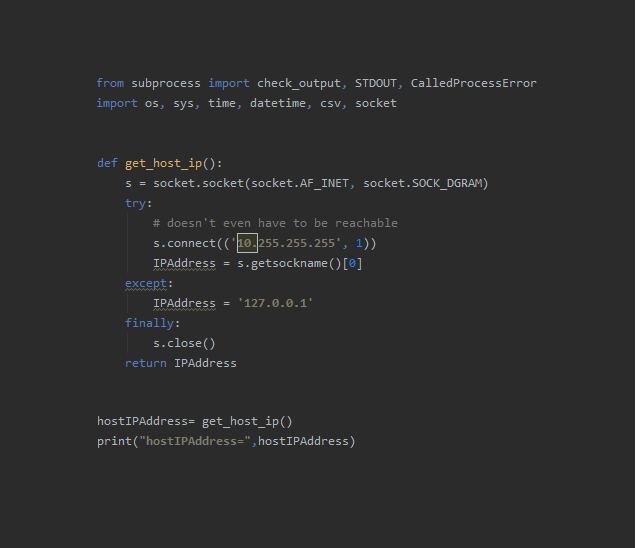 from subprocess import check_output, STDOUT, CalledProcessError
import os, sys, time, datetime, csv, socket
def get_host_ip():
s = socket.socket(socket.AF_INET, socket.SOCK_DGRAM)
try:
# doesn't even have to be reachable
s.connect(('10.255.255.255', 1))
IPAddress = s.getsockname()[0]
except:
IPAddress = '127.0.0.1'
finally:
s.close()
return IPAddress
hostIPAddress= get_host_ip()
print("hostIPAddress=",hostIPAddress)